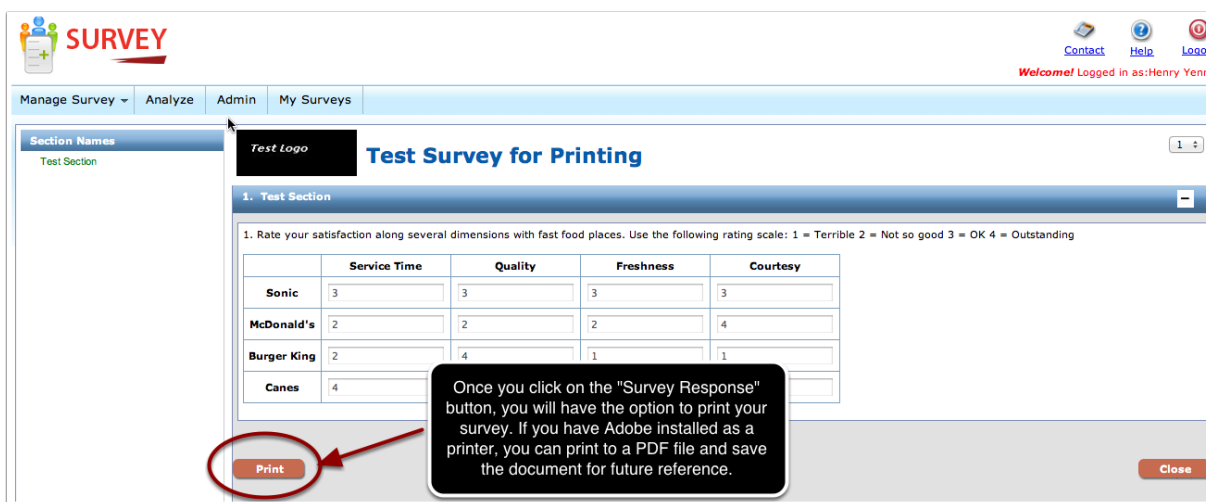 SURVEY
Contact Help
Welcome! Logged in as:Henry
Manage Survey Analyze Admin My Surveys
Section Names
Test Section
Test Logo
Test Survey for Printing
1
1. Test Section
1. Rate your satisfaction along several dimensions with fast food places. Use the following rating scale: 1 = Terrible 2 = Not so good 3 = OK 4 = Outstanding
Service Time Quality Freshness Courtesy
Sonic 3 3 3 3
McDonald's 2 2 2 4
Burger King 2 4 1 1
Canes 4
Once you click on the "Survey Response"
button, you will have the option to print your
survey. If you have Adobe installed as a
printer, you can print to a PDF file and save
the document for future reference.
Print
Close